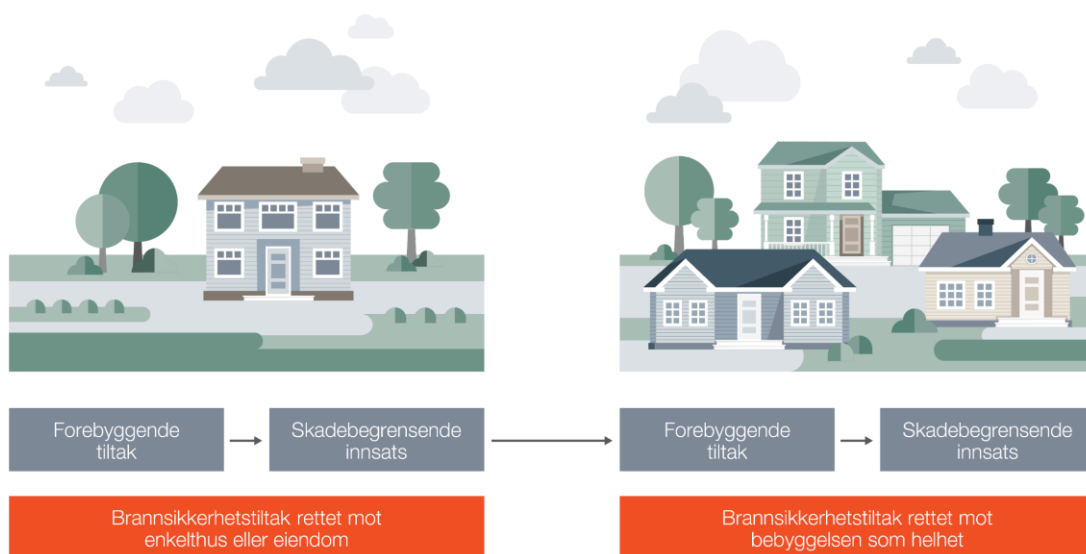 Forebyggende
tiltak
Skadebegrensende
innsats
Forebyggende
tiltak
Skadebegrensende
innsats
Brannsikkerhetstiltak rettet mot
enkelthus eller eiendom
Brannsikkerhetstiltak rettet mot
bebyggelsen som helhet